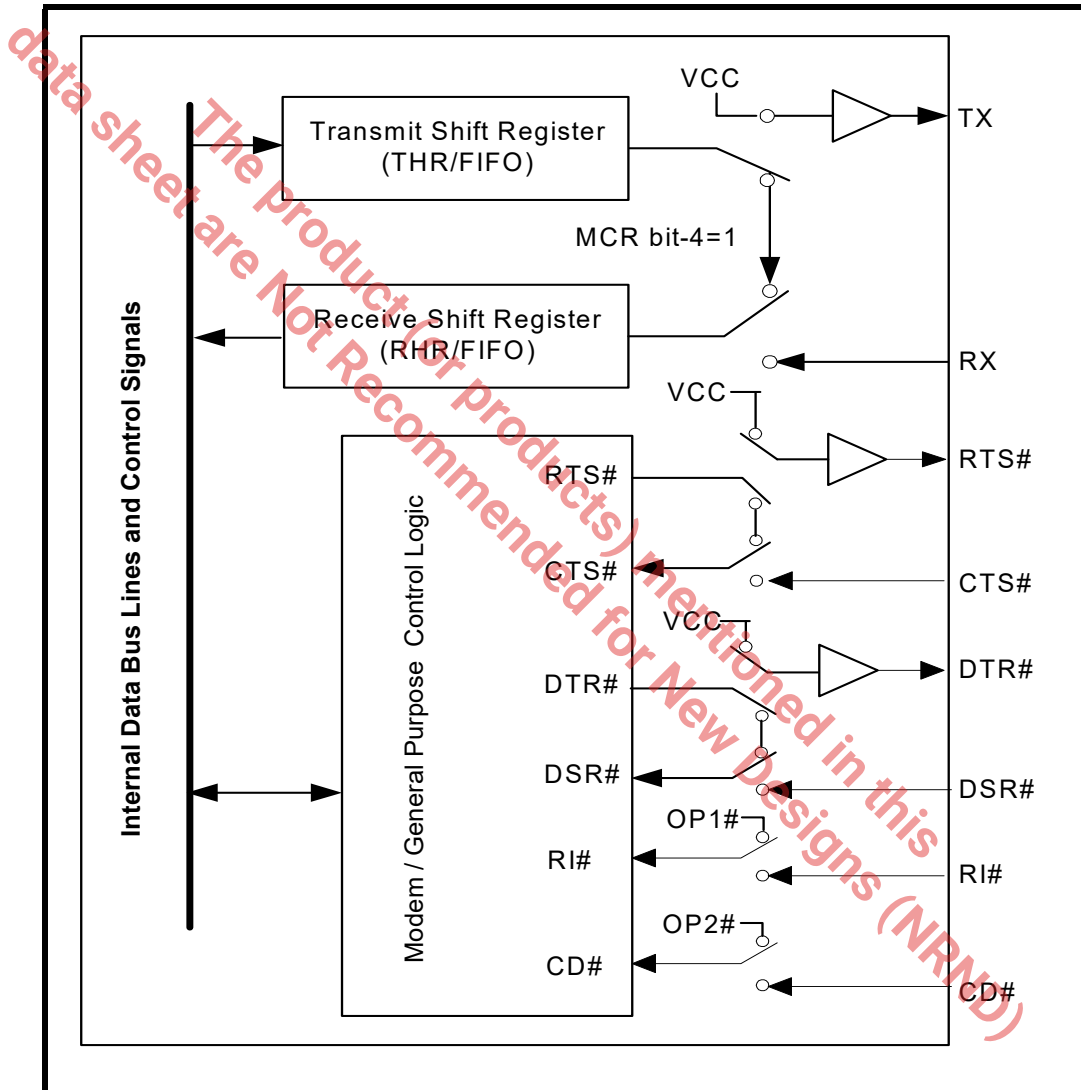 The product (or products) mentioned in this
data sheet are Not Recommended for New Designs (NRND)
VCC
TX
Transmit Shift Register
(THR/FIFO)
MCR bit-4=1
Receive Shift Register
(RHR/FIFO)
RX
VCC
RTS#
RTS#
CTS#
CTS#
VCC
DTR#
DTR#
DSR#
DSR#
OP1#
RI#
RI#
OP2#
CD#
CD#
Internal Data Bus Lines and Control Signals
Modem / General Purpose Control Logic